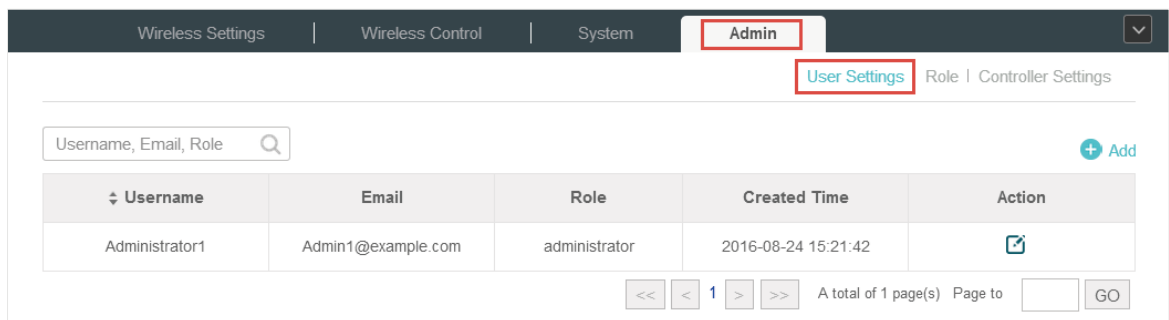 Wireless Settings | Wireless Control | System Admin
User Settings Role | Controller Settings
Username, Email, Role
Add
Username Email Role Created Time Action
Administrator1 Admin1@example.com administrator 2016-08-24 15:21:42
<< < 1 > >> A total of 1 page(s) Page to GO